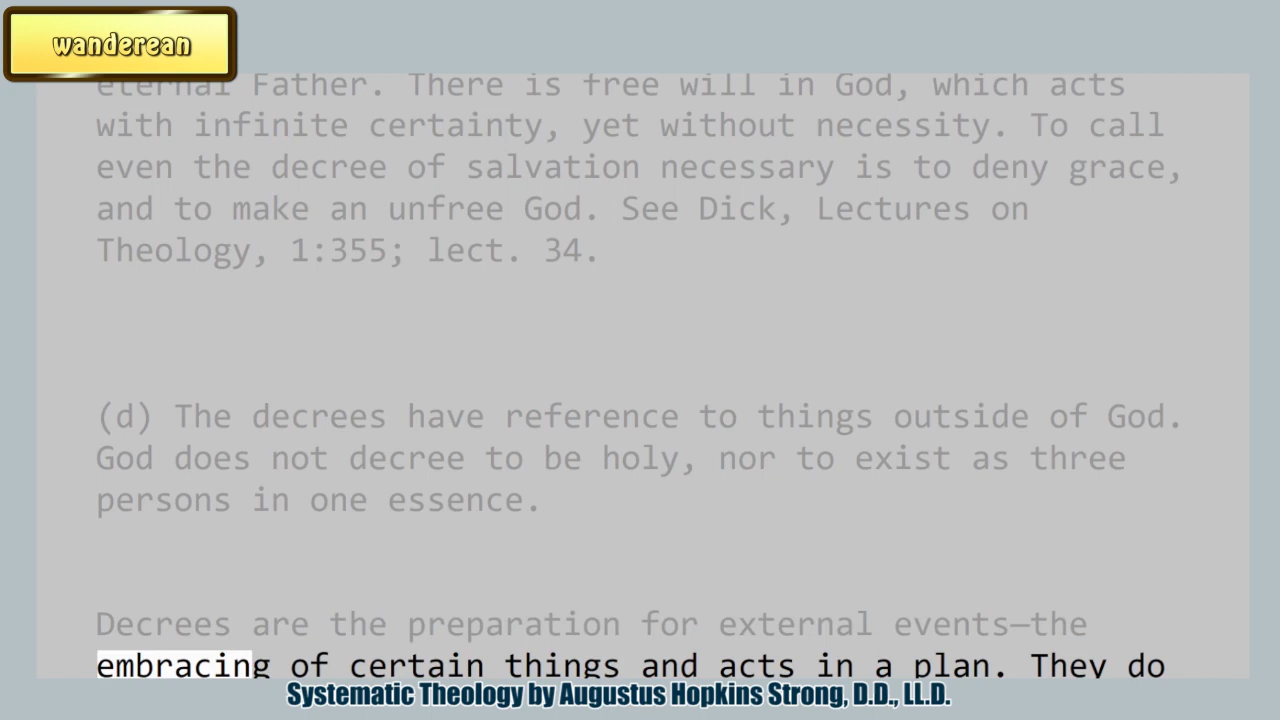 wanderean
eternal Father. There is free will in God, which acts
with infinite certainty, yet without necessity. To call
even the decree of salvation necessary is to deny grace,
and to make an unfree God. See Dick, Lectures on
Theology, 1:355; lect. 34.
(d) The decrees have reference to things outside of God.
God does not decree to be holy, nor to exist as three
persons in one essence.
Decrees are the preparation for external events—the
embracing of certain things and acts in a plan. They do
Systematic Theology by Augustus Hopkins Strong, D.D., LL.D.